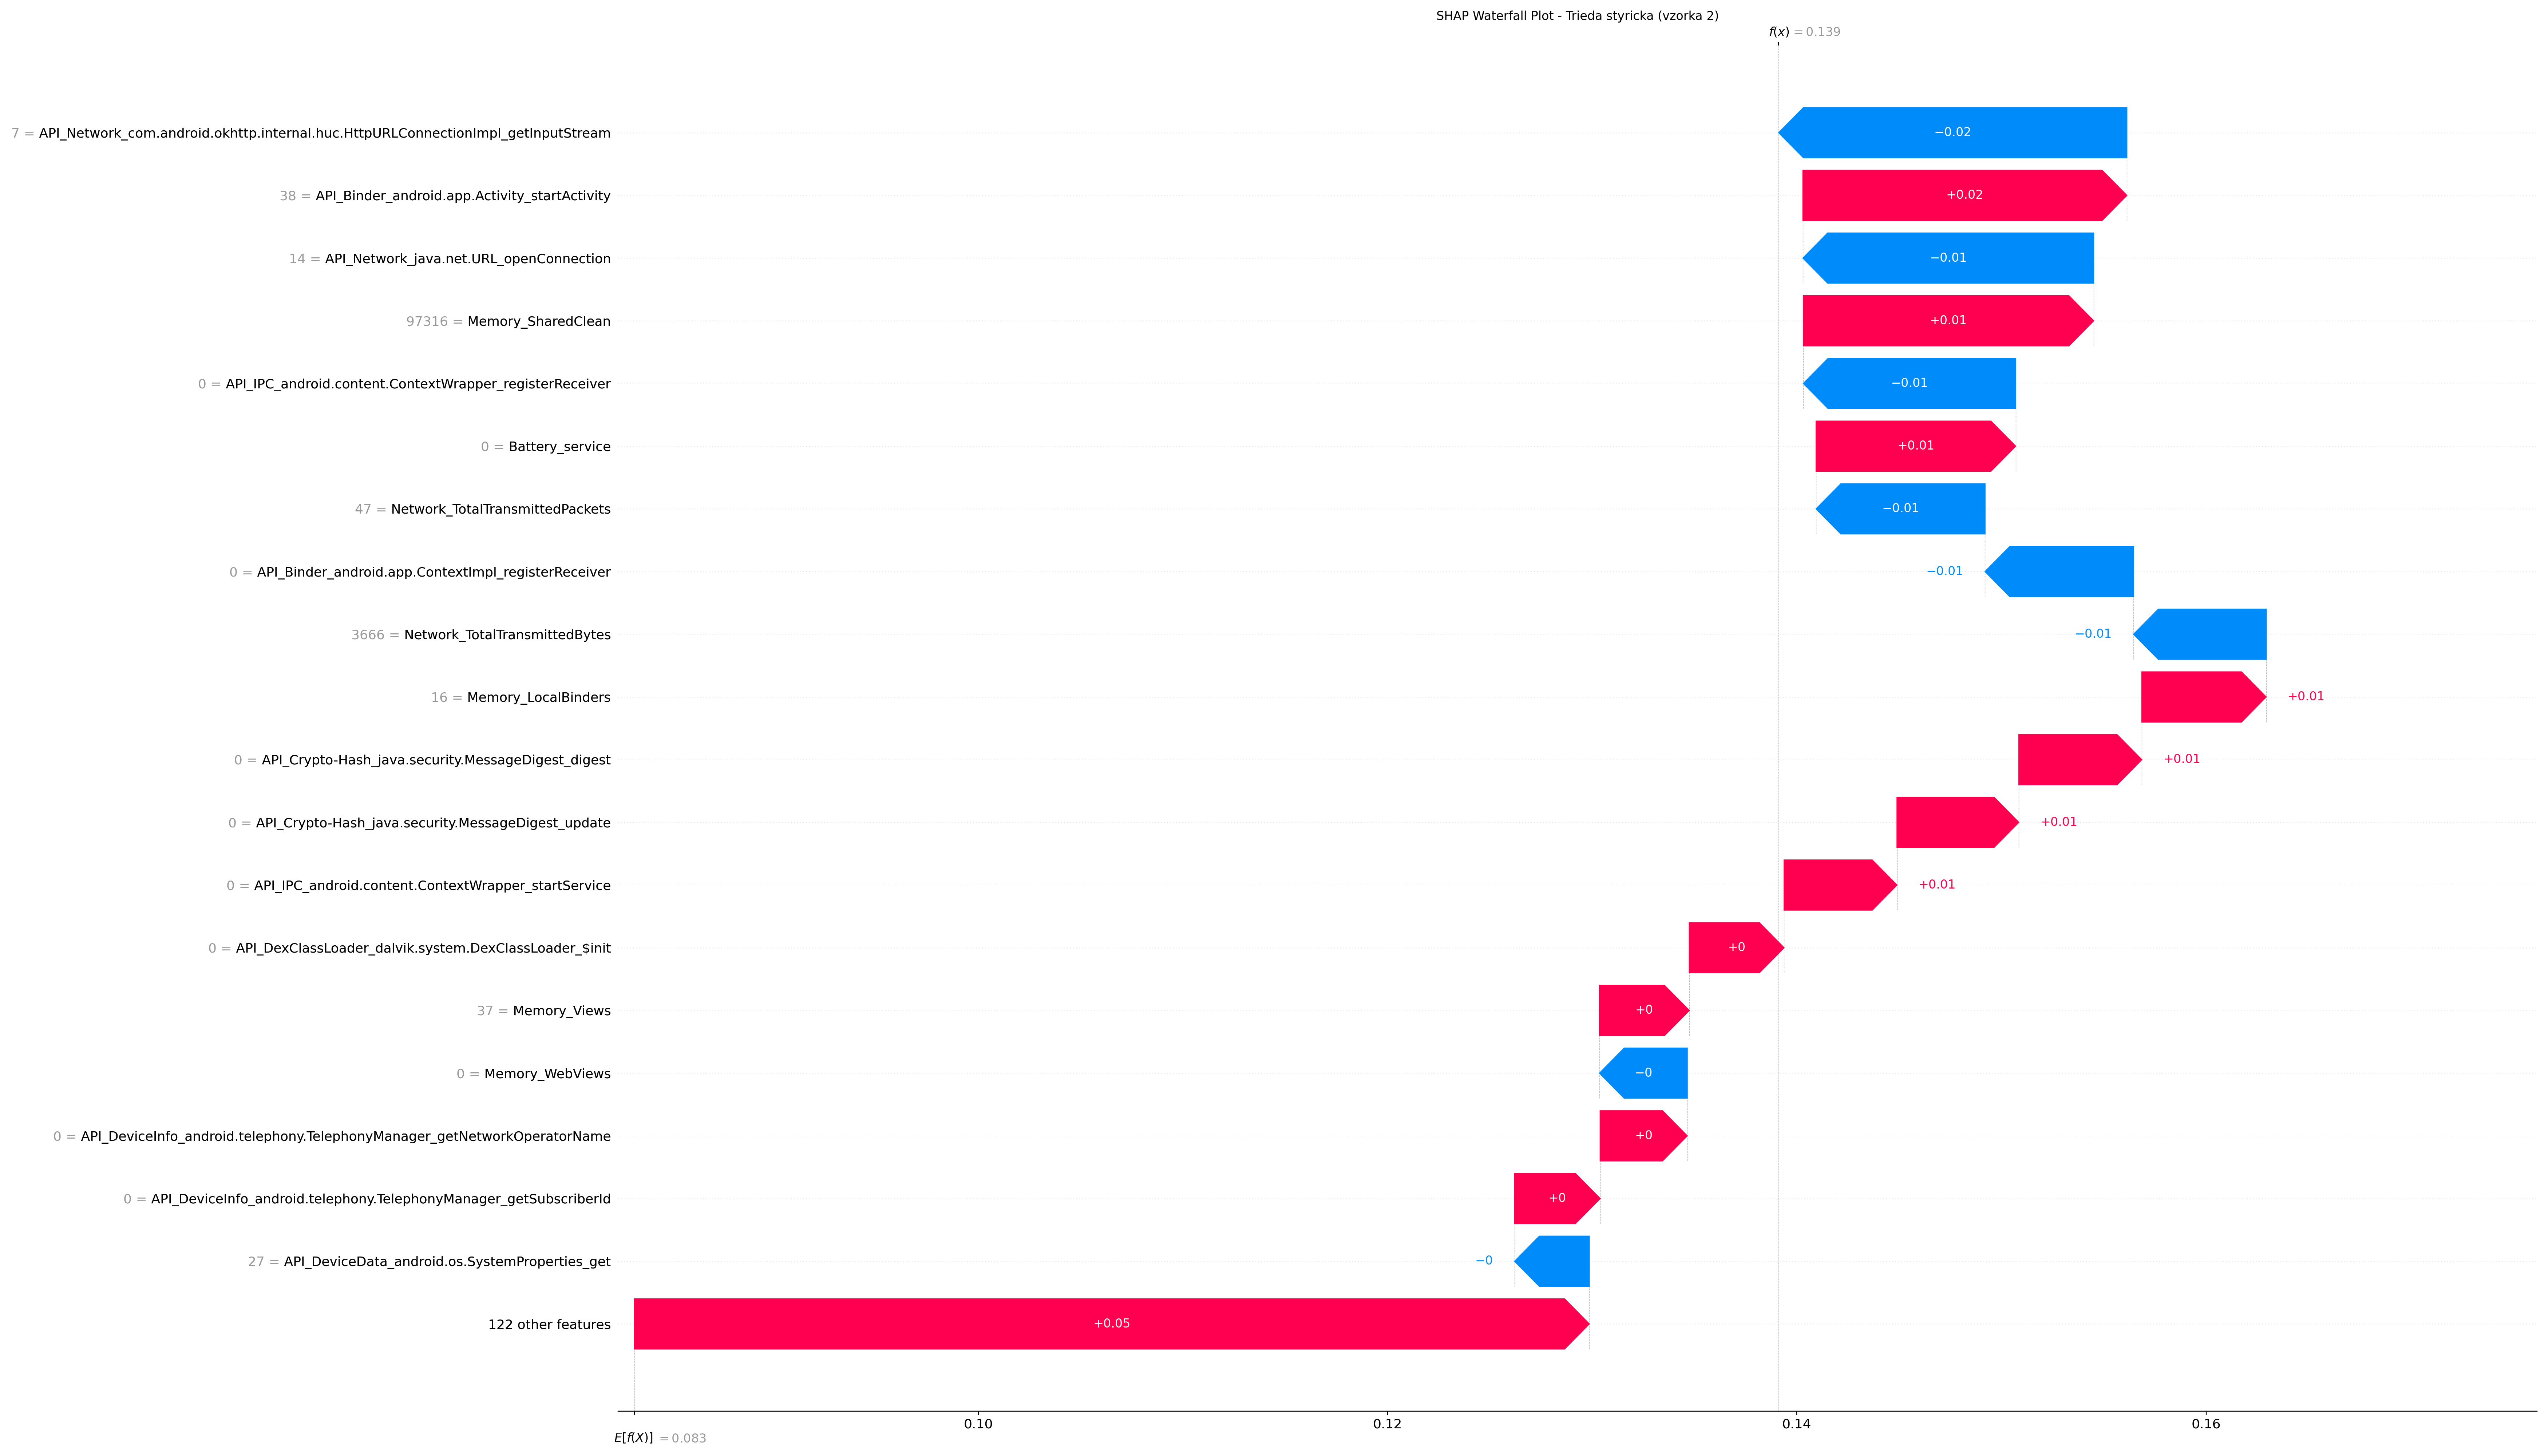 SHAP Waterfall Plot - Trieda styricka (vzorka 2)
f(x) = 0.139
7 = API_Network_com.android.okhttp.internal.huc.HttpURLConnectionImpl_getInputStream −0.02
38 = API_Binder_android.app.Activity_startActivity +0.02
14 = API_Network_java.net.URL_openConnection −0.01
97316 = Memory_SharedClean +0.01
0 = API_IPC_android.content.ContextWrapper_registerReceiver −0.01
0 = Battery_service +0.01
47 = Network_TotalTransmittedPackets −0.01
0 = API_Binder_android.app.ContextImpl_registerReceiver −0.01
3666 = Network_TotalTransmittedBytes −0.01
16 = Memory_LocalBinders +0.01
0 = API_Crypto-Hash_java.security.MessageDigest_digest +0.01
0 = API_Crypto-Hash_java.security.MessageDigest_update +0.01
0 = API_IPC_android.content.ContextWrapper_startService +0.01
0 = API_DexClassLoader_dalvik.system.DexClassLoader_$init +0
37 = Memory_Views +0
0 = Memory_WebViews −0
0 = API_DeviceInfo_android.telephony.TelephonyManager_getNetworkOperatorName +0
0 = API_DeviceInfo_android.telephony.TelephonyManager_getSubscriberId +0
27 = API_DeviceData_android.os.SystemProperties_get −0
122 other features +0.05
0.10 0.12 0.14 0.16
E[f(X)] = 0.083